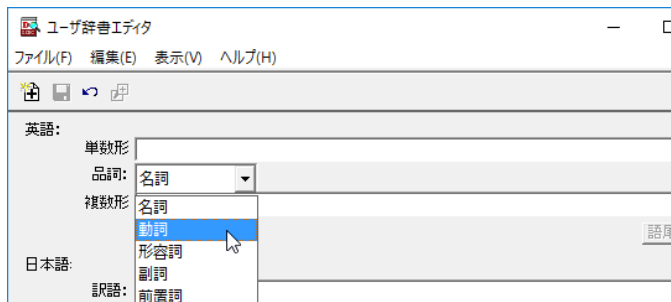 ユーザ辞書エディタ
ファイル(F) 編集(E) 表示(V) ヘルプ(H)
英語:
単数形
品詞: 名詞
複数形 名詞
動詞
形容詞
日本語: 副詞
訳語: 前置詞